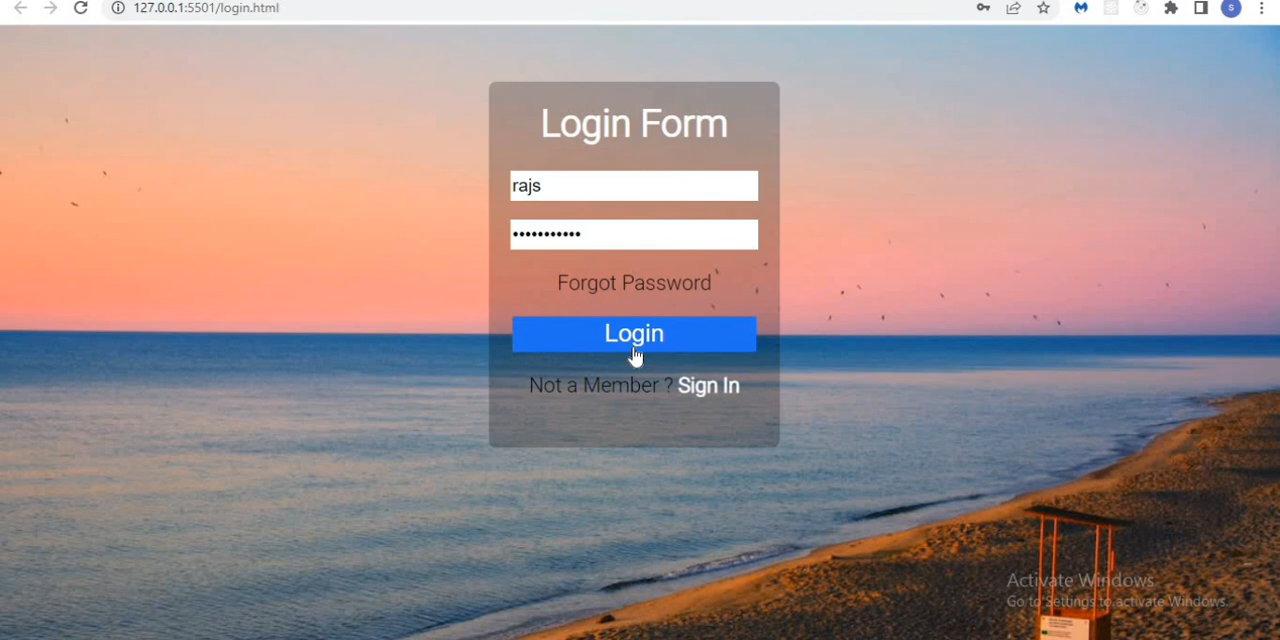 127.0.0.1:5501/login.html
S
Login Form
rajs
•••••••••••
Forgot Password
Login
Not a Member ? Sign In
Activate Windows
Go to Settings to activate Windows.